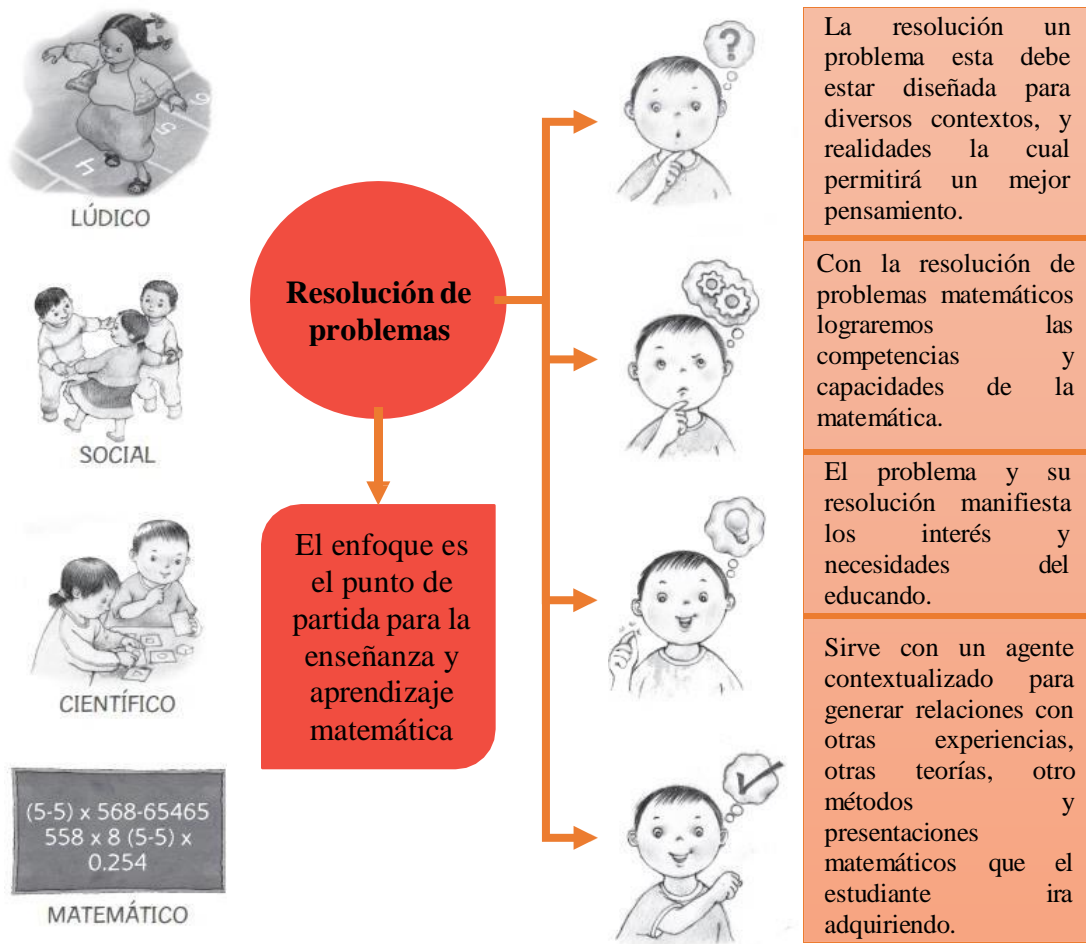 LÚDICO
SOCIAL
CIENTÍFICO
(5-5) x 568-65465
558 x 8 (5-5) x
0.254
MATEMÁTICO
Resolución de
problemas
El enfoque es
el punto de
partida para la
enseñanza y
aprendizaje
matemática
?
La resolución un
problema esta debe
estar diseñada para
diversos contextos, y
realidades la cual
permitirá un mejor
pensamiento.
Con la resolución de
problemas matemáticos
lograremos las
competencias y
capacidades de la
matemática.
El problema y su
resolución manifiesta
los interés y
necesidades del
educando.
Sirve con un agente
contextualizado para
generar relaciones con
otras experiencias,
otras teorías, otro
métodos y
presentaciones
matemáticos que el
estudiante ira
adquiriendo.
6
5
4